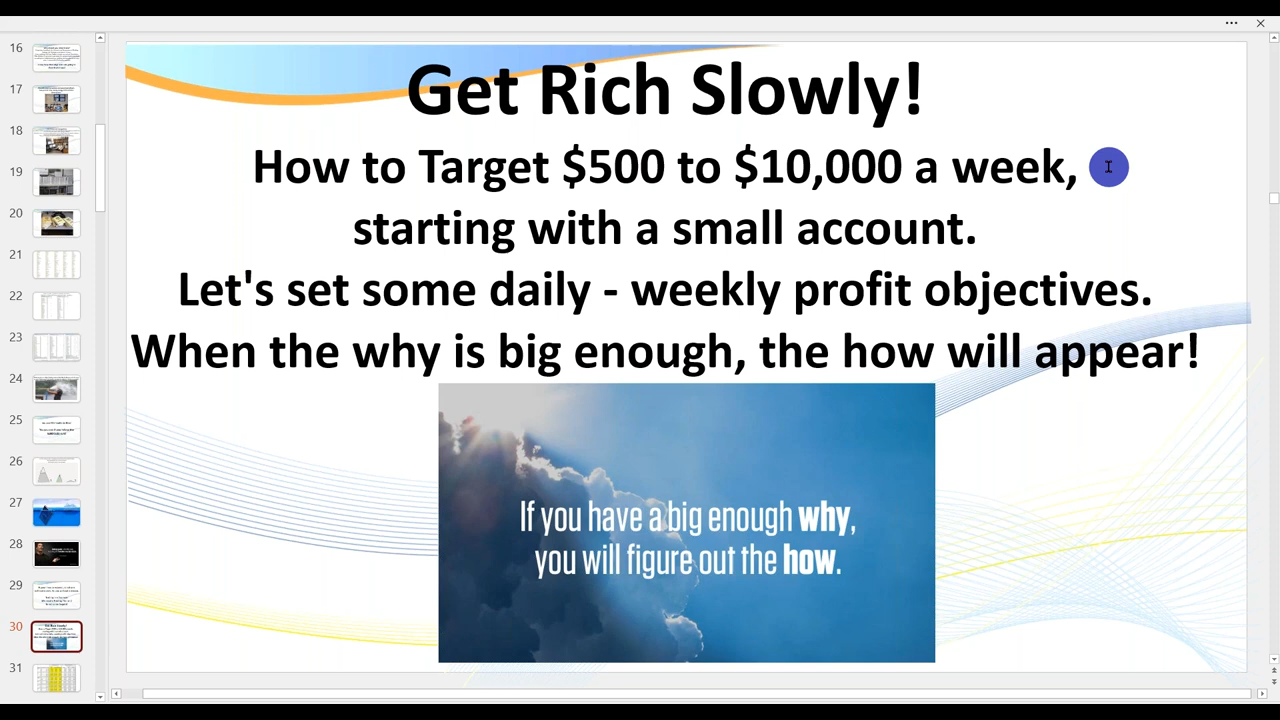 16
17
18
19
20
21
22
23
24
25
26
27
28
29
30
31
Get Rich Slowly!
How to Target $500 to $10,000 a week,
starting with a small account.
Let's set some daily - weekly profit objectives.
When the why is big enough, the how will appear!
If you have a big enough why,
you will figure out the how.